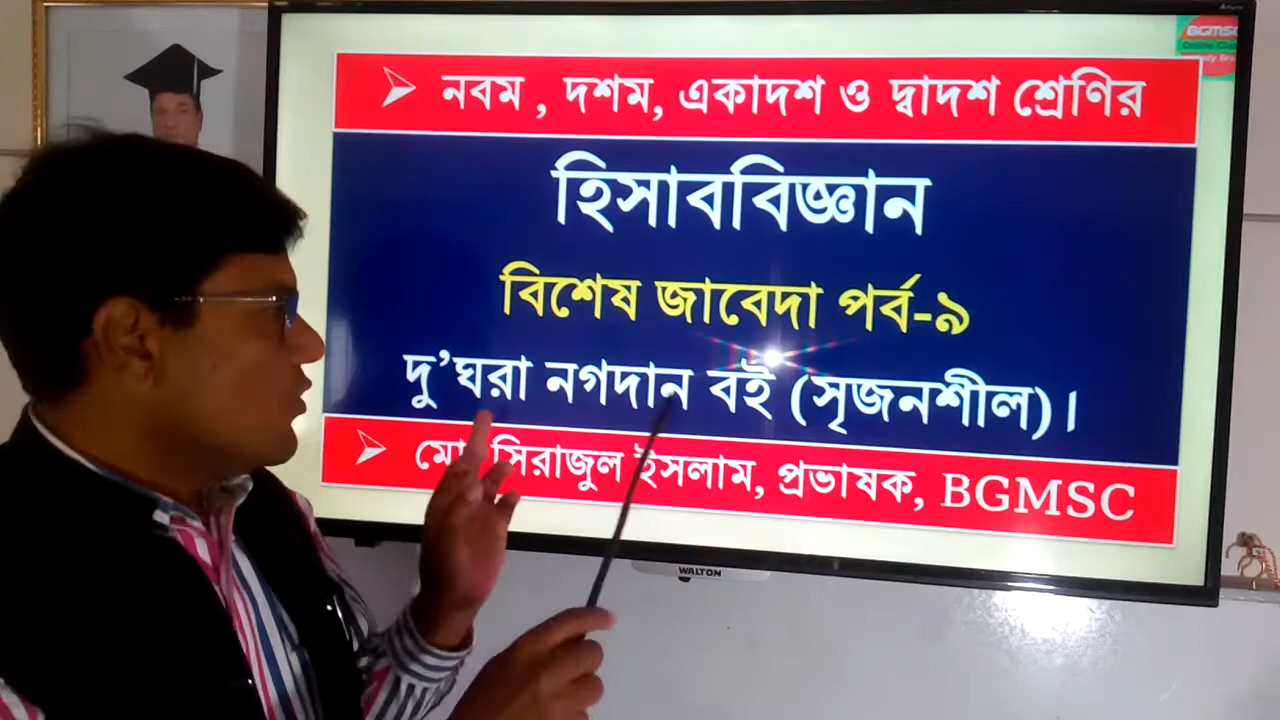 নবম , দশম, একাদশ ও দ্বাদশ শ্রেণির
হিসাববিজ্ঞান
বিশেষ জাবেদা পর্ব-৯
দু’ঘরা নগদান বই (সৃজনশীল)।
সিরাজুল ইসলাম, প্রভাষক, BGMSC
WALTON